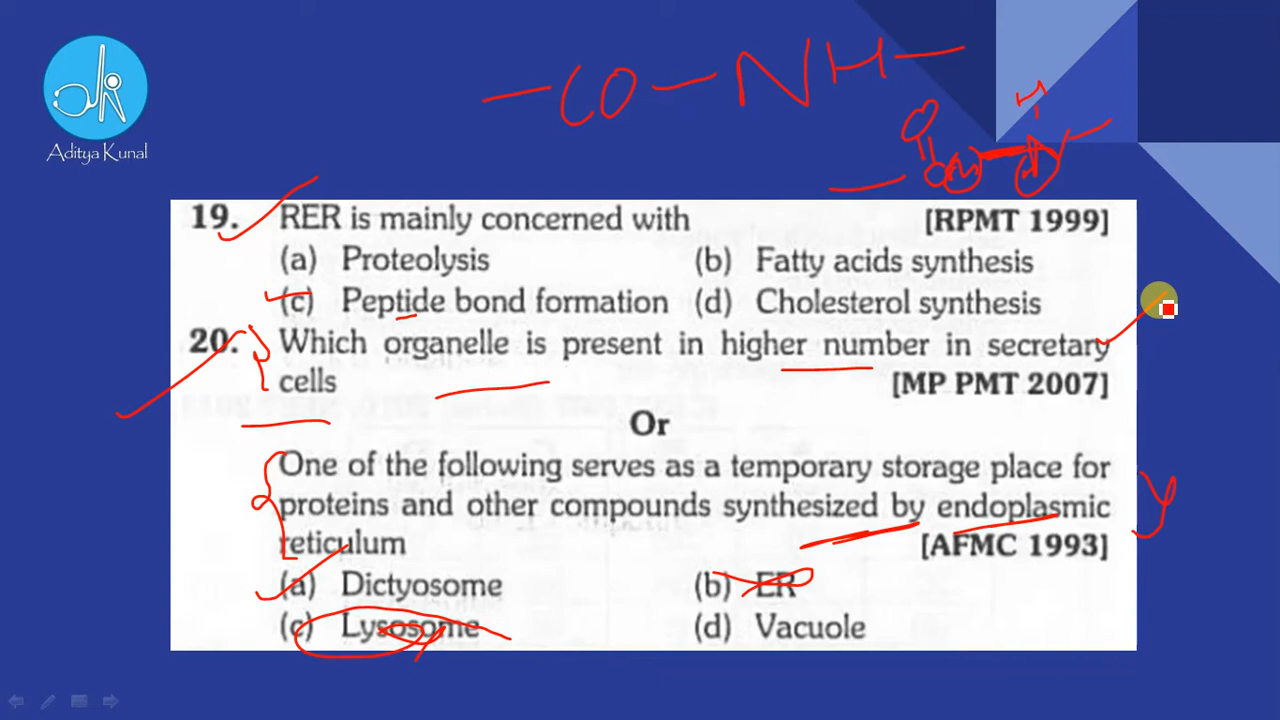 Aditya Kunal
— CO — NH —
O
H
19. RER is mainly concerned with [RPMT 1999]
(a) Proteolysis (b) Fatty acids synthesis
(c) Peptide bond formation (d) Cholesterol synthesis
20. Which organelle is present in higher number in secretary
cells [MP PMT 2007]
Or
One of the following serves as a temporary storage place for
proteins and other compounds synthesized by endoplasmic
reticulum [AFMC 1993]
(a) Dictyosome (b) ER
(c) Lysosome (d) Vacuole